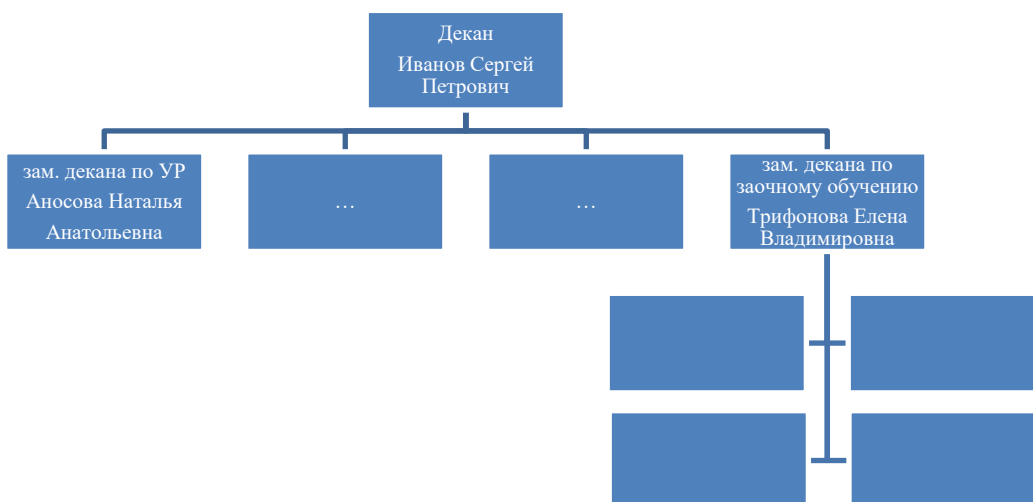 Декан
Иванов Сергей
Петрович
зам. декана по УР
Аносова Наталья
Анатольевна
…
…
зам. декана по
заочному обучению
Трифонова Елена
Владимировна